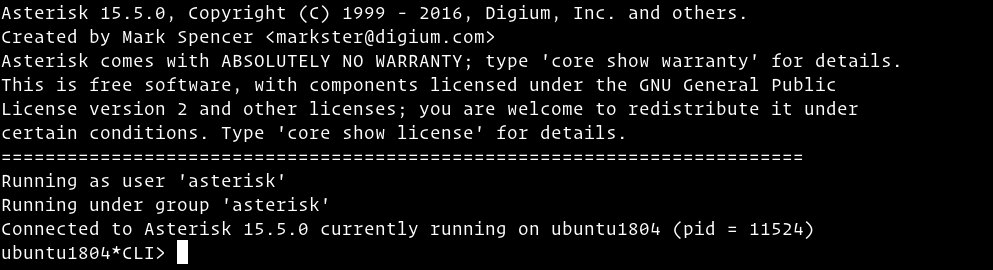 Asterisk 15.5.0, Copyright (C) 1999 - 2016, Digium, Inc. and others.
Created by Mark Spencer <markster@digium.com>
Asterisk comes with ABSOLUTELY NO WARRANTY; type 'core show warranty' for details.
This is free software, with components licensed under the GNU General Public
License version 2 and other licenses; you are welcome to redistribute it under
certain conditions. Type 'core show license' for details.
=========================================================================
Running as user 'asterisk'
Running under group 'asterisk'
Connected to Asterisk 15.5.0 currently running on ubuntu1804 (pid = 11524)
ubuntu1804*CLI>